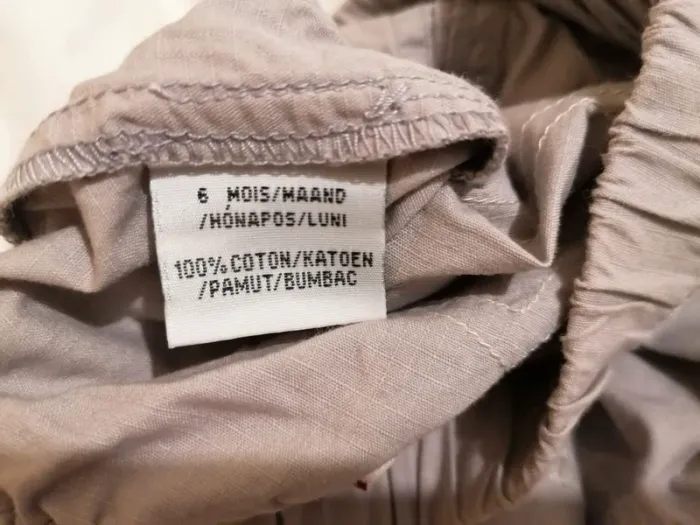 6 MOIS/MAAND
/HÓNAPOS/LUNI
100% COTON/KATOEN
/PAMUT/BUMBAC